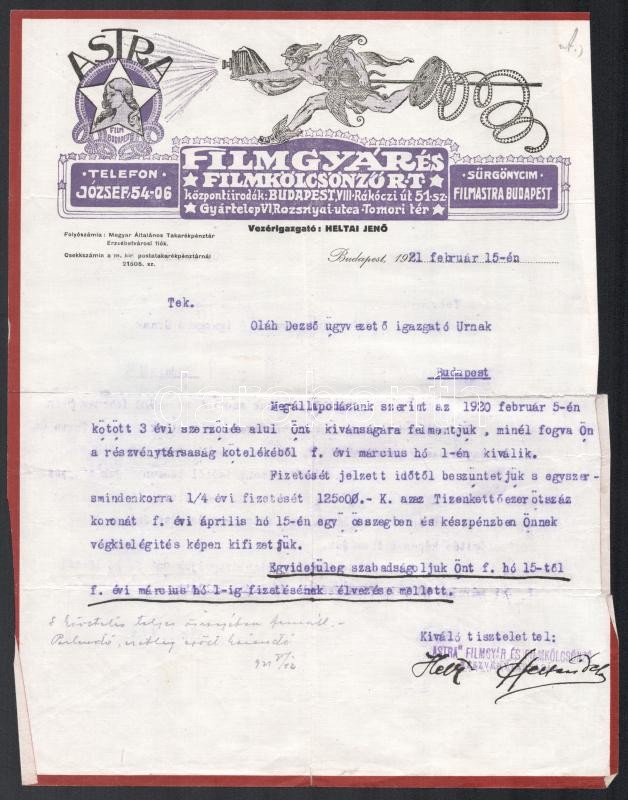 ASTRA
FILM
BUDAPEST
FILMGYÁR ÉS
FILMKÖLCSÖNZŐ R·T·
központi irodák: BUDAPEST, VIII· Rákóczi út 51·sz·
Gyártelep VI, Rozsnyai-utca - Tomori tér
· TELEFON ·
JÓZSEF: 54-06
· SÜRGÖNYCIM ·
FILMASTRA BUDAPEST
Folyószámla: Magyar Általános Takarékpénztár
Erzsébetvárosi fiók.
Csekkszámla a m. kir. postatakarékpénztárnál
21506. sz.
Vezérigazgató: HELTAI JENŐ
Budapest, 1921 február 15-én
Tek.
Oláh Dezső ügyvezető igazgató Urnak
Budapest
Megállapodásunk szerint az 1920 február 5-én
kötött 3 évi szerződés alul Önt kivánságára felmentjük , minél fogva Ön
a részvénytársaság kötelékéből f. évi március hó 1-én kiválik.
Fizetését jelzett időtől beszüntetjük s egyszer-
smindenkorra 1/4 évi fizetését 12500.- K. azaz Tizenkettőezerötszáz
koronát f. évi április hó 15-én egy összegben és készpénzben Önnek
végkielégités képen kifizetjük.
Egyidejüleg szabadságoljuk Önt f. hó 15-től
f. évi március hó 1-ig fizetésének élvezése mellett.
Kiváló tisztelettel:
"ASTRA" FILMGYÁR ÉS FILMKÖLCSÖNZŐ